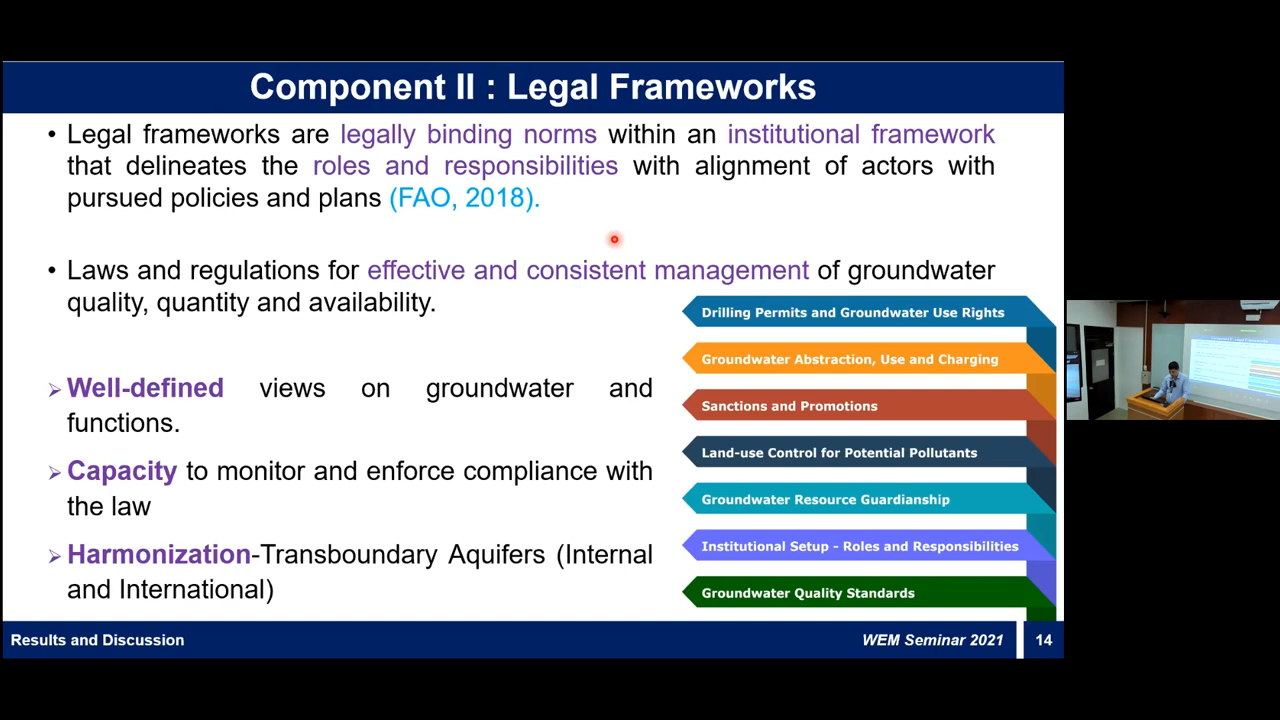 Component II : Legal Frameworks
• Legal frameworks are legally binding norms within an institutional framework
that delineates the roles and responsibilities with alignment of actors with
pursued policies and plans (FAO, 2018).
• Laws and regulations for effective and consistent management of groundwater
quality, quantity and availability.
➢ Well-defined views on groundwater and
functions.
➢ Capacity to monitor and enforce compliance with
the law
➢ Harmonization-Transboundary Aquifers (Internal
and International)
Drilling Permits and Groundwater Use Rights
Groundwater Abstraction, Use and Charging
Sanctions and Promotions
Land-use Control for Potential Pollutants
Groundwater Resource Guardianship
Institutional Setup - Roles and Responsibilities
Groundwater Quality Standards
Results and Discussion
WEM Seminar 2021
14